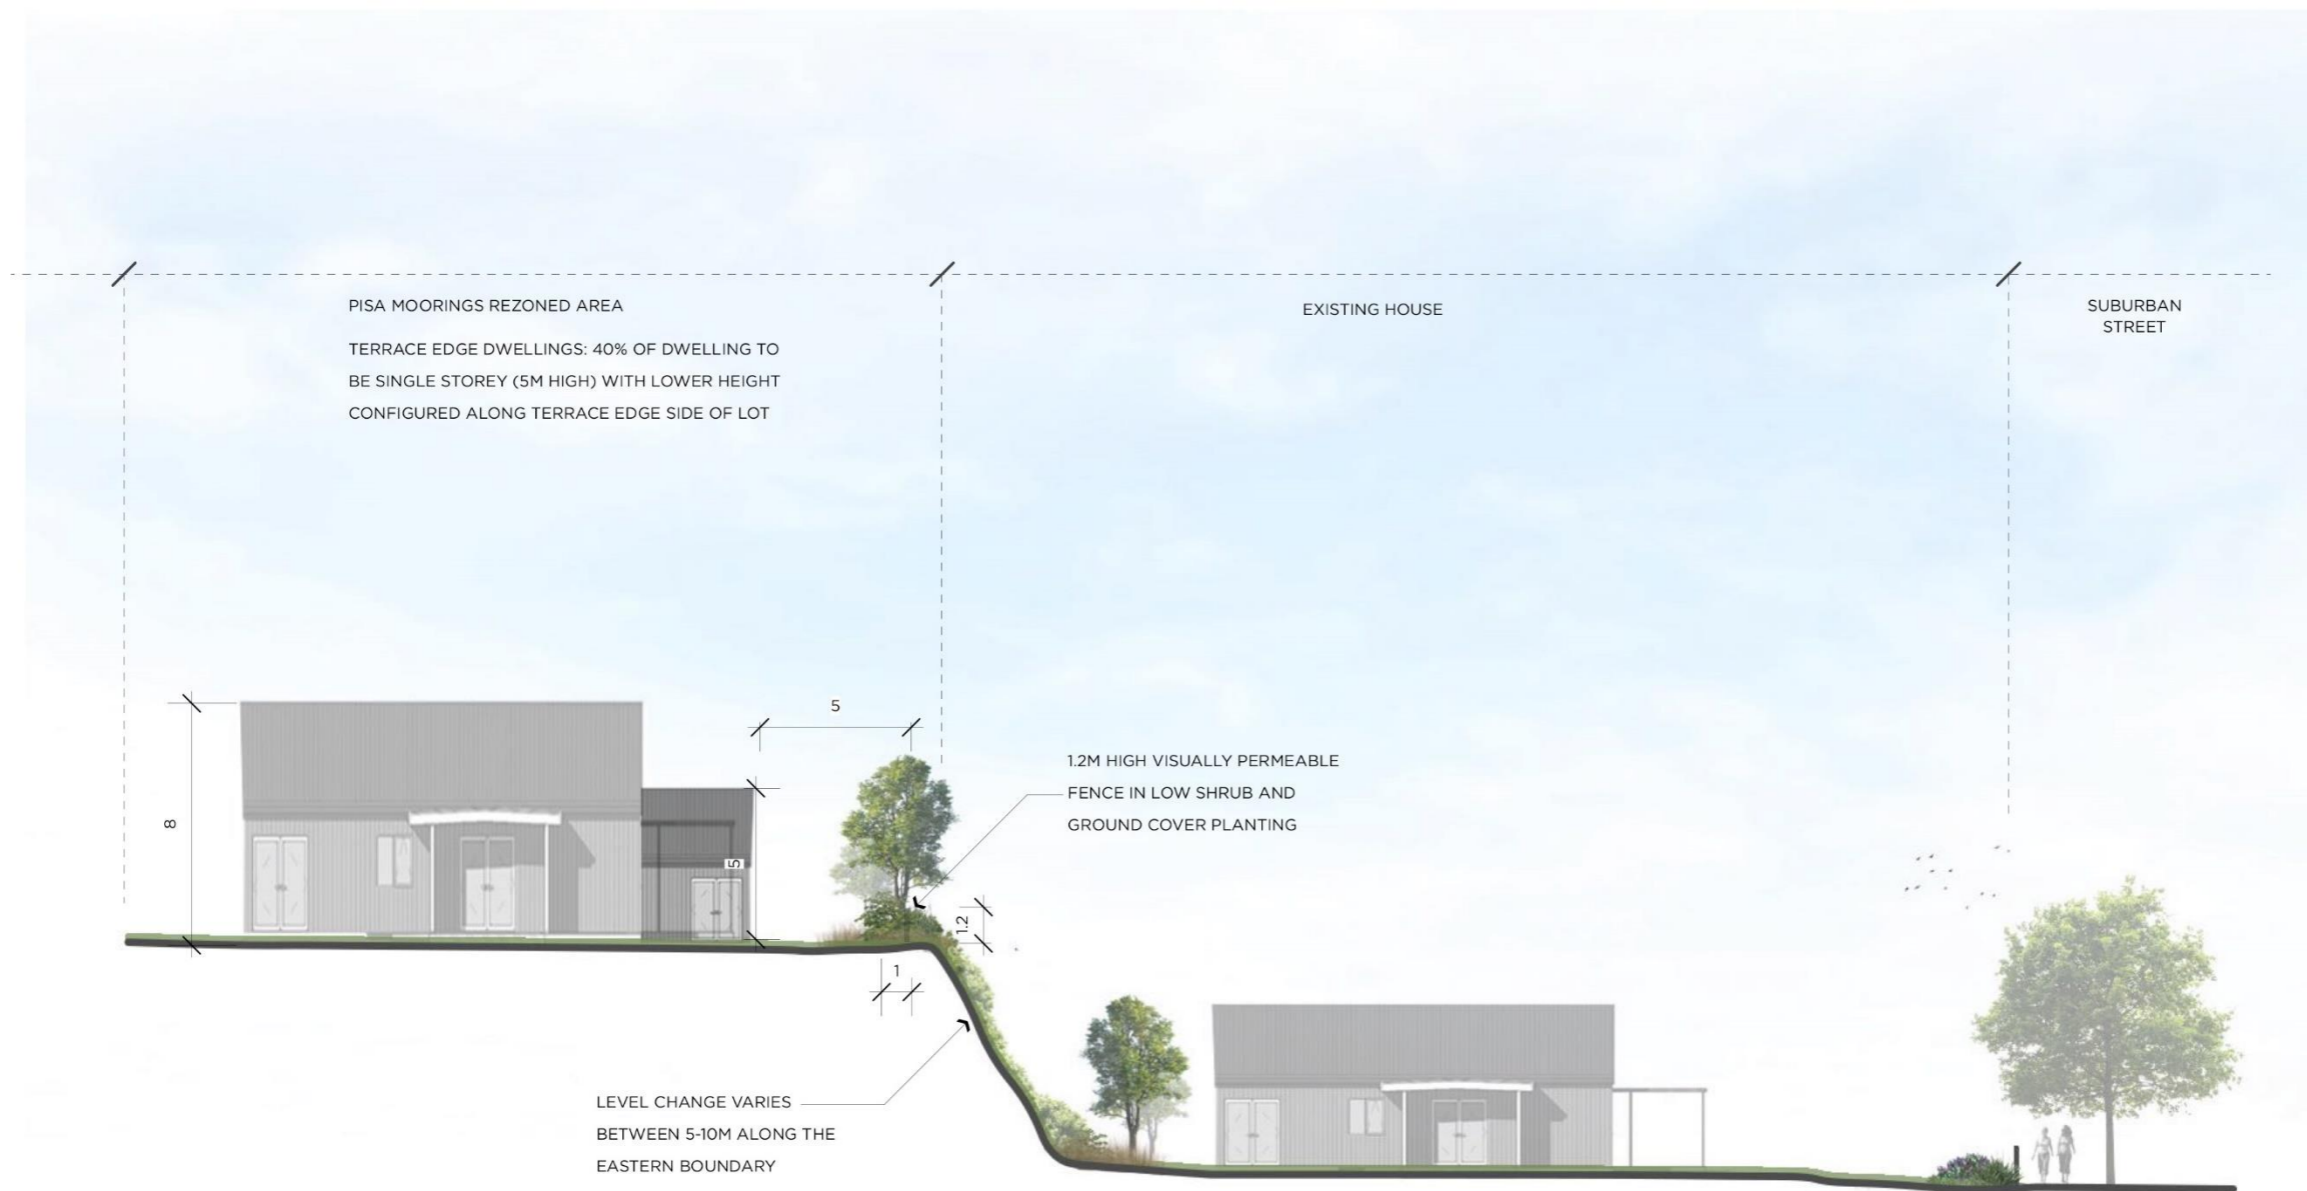 PISA MOORINGS REZONED AREA
TERRACE EDGE DWELLINGS: 40% OF DWELLING TO
BE SINGLE STOREY (5M HIGH) WITH LOWER HEIGHT
CONFIGURED ALONG TERRACE EDGE SIDE OF LOT
EXISTING HOUSE
SUBURBAN
STREET
5
8
5
1.2M HIGH VISUALLY PERMEABLE
FENCE IN LOW SHRUB AND
GROUND COVER PLANTING
1.2
1
LEVEL CHANGE VARIES
BETWEEN 5-10M ALONG THE
EASTERN BOUNDARY